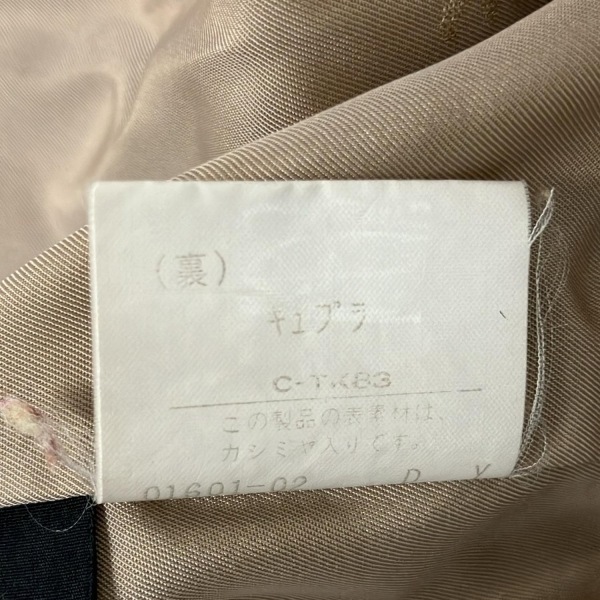 （裏）
キュプラ
C-TK83
この製品の表素材は、
カシミヤ入りです。
01601-02 D Y